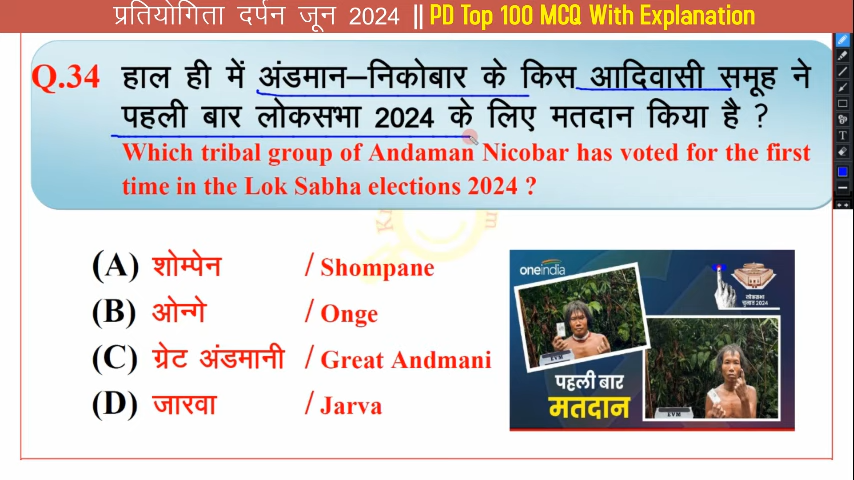 प्रतियोगिता दर्पन जून 2024 || PD Top 100 MCQ With Explanation
Q.34 हाल ही में अंडमान–निकोबार के किस आदिवासी समूह ने
पहली बार लोकसभा 2024 के लिए मतदान किया है ?
Which tribal group of Andaman Nicobar has voted for the first
time in the Lok Sabha elections 2024 ?
(A) शोम्पेन / Shompane
(B) ओन्गे / Onge
(C) ग्रेट अंडमानी / Great Andmani
(D) जारवा / Jarva
oneindia
लोकसभा
चुनाव 2024
EVM
पहली बार
मतदान
EVM